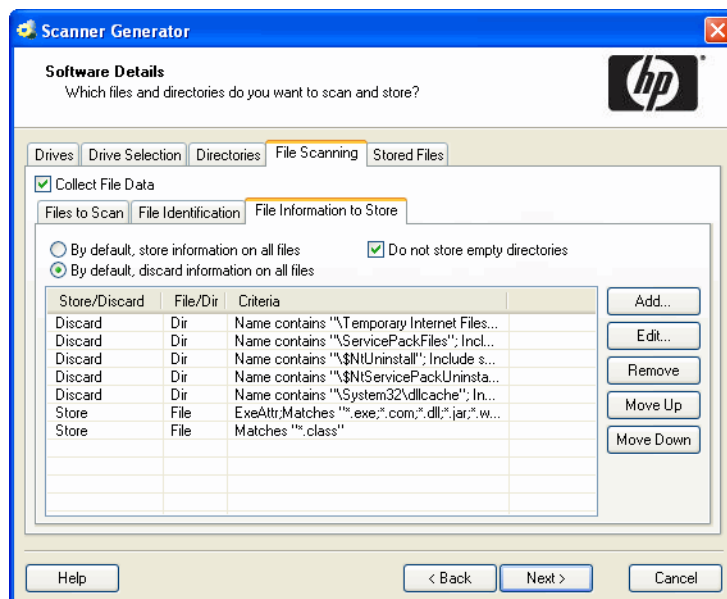 Scanner Generator
Software Details
Which files and directories do you want to scan and store?
hp
Drives Drive Selection Directories File Scanning Stored Files
Collect File Data
Files to Scan File Identification File Information to Store
By default, store information on all files Do not store empty directories
By default, discard information on all files
Store/Discard File/Dir Criteria
Add...
Discard Dir Name contains "\Temporary Internet Files...
Discard Dir Name contains "\ServicePackFiles"; Incl...
Edit...
Discard Dir Name contains "\$NtUninstall"; Include s...
Discard Dir Name contains "\$NtServicePackUninsta...
Remove
Discard Dir Name contains "\System32\dllcache"; In...
Store File ExeAttr;Matches "*.exe;*.com;*.dll;*.jar;*.w...
Move Up
Store File Matches "*.class"
Move Down
Help < Back Next > Cancel